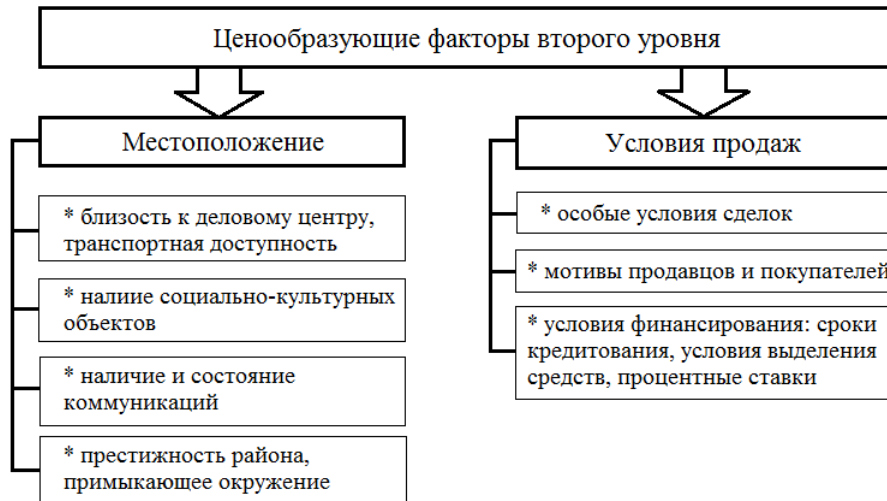 Ценообразующие факторы второго уровня
Местоположение
* близость к деловому центру,
транспортная доступность
* налиие социально-культурных
объектов
* наличие и состояние
коммуникаций
* престижность района,
примыкающее окружение
Условия продаж
* особые условия сделок
* мотивы продавцов и покупателей
* условия финансирования: сроки
кредитования, условия выделения
средств, процентные ставки